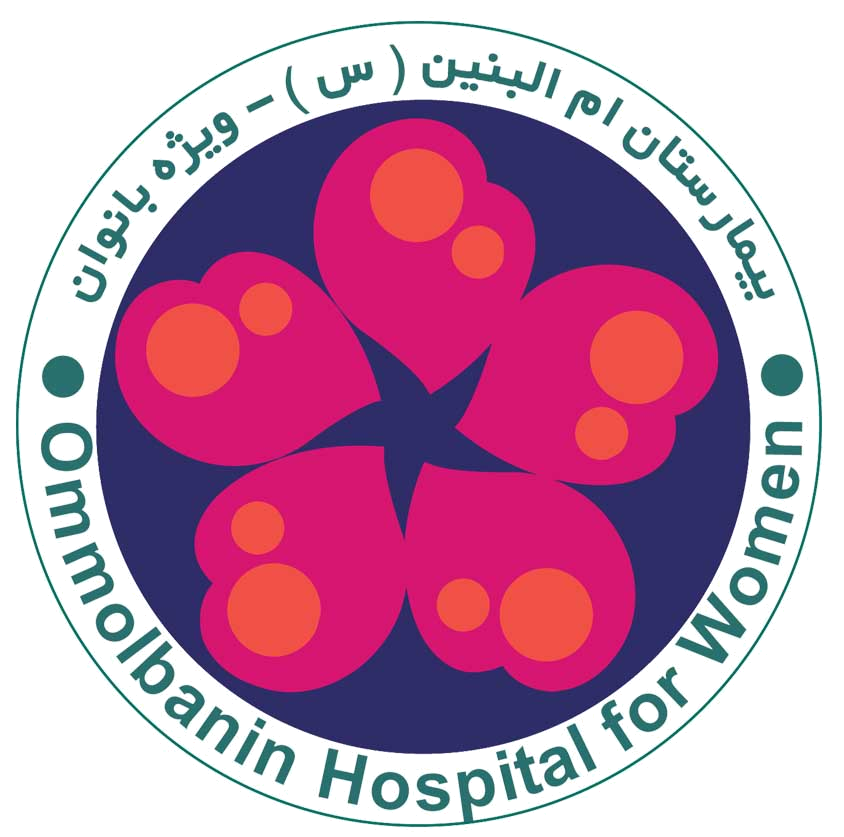 بیمارستان ام البنین ( س ) - ویژه بانوان
Ommolbanin Hospital for Women